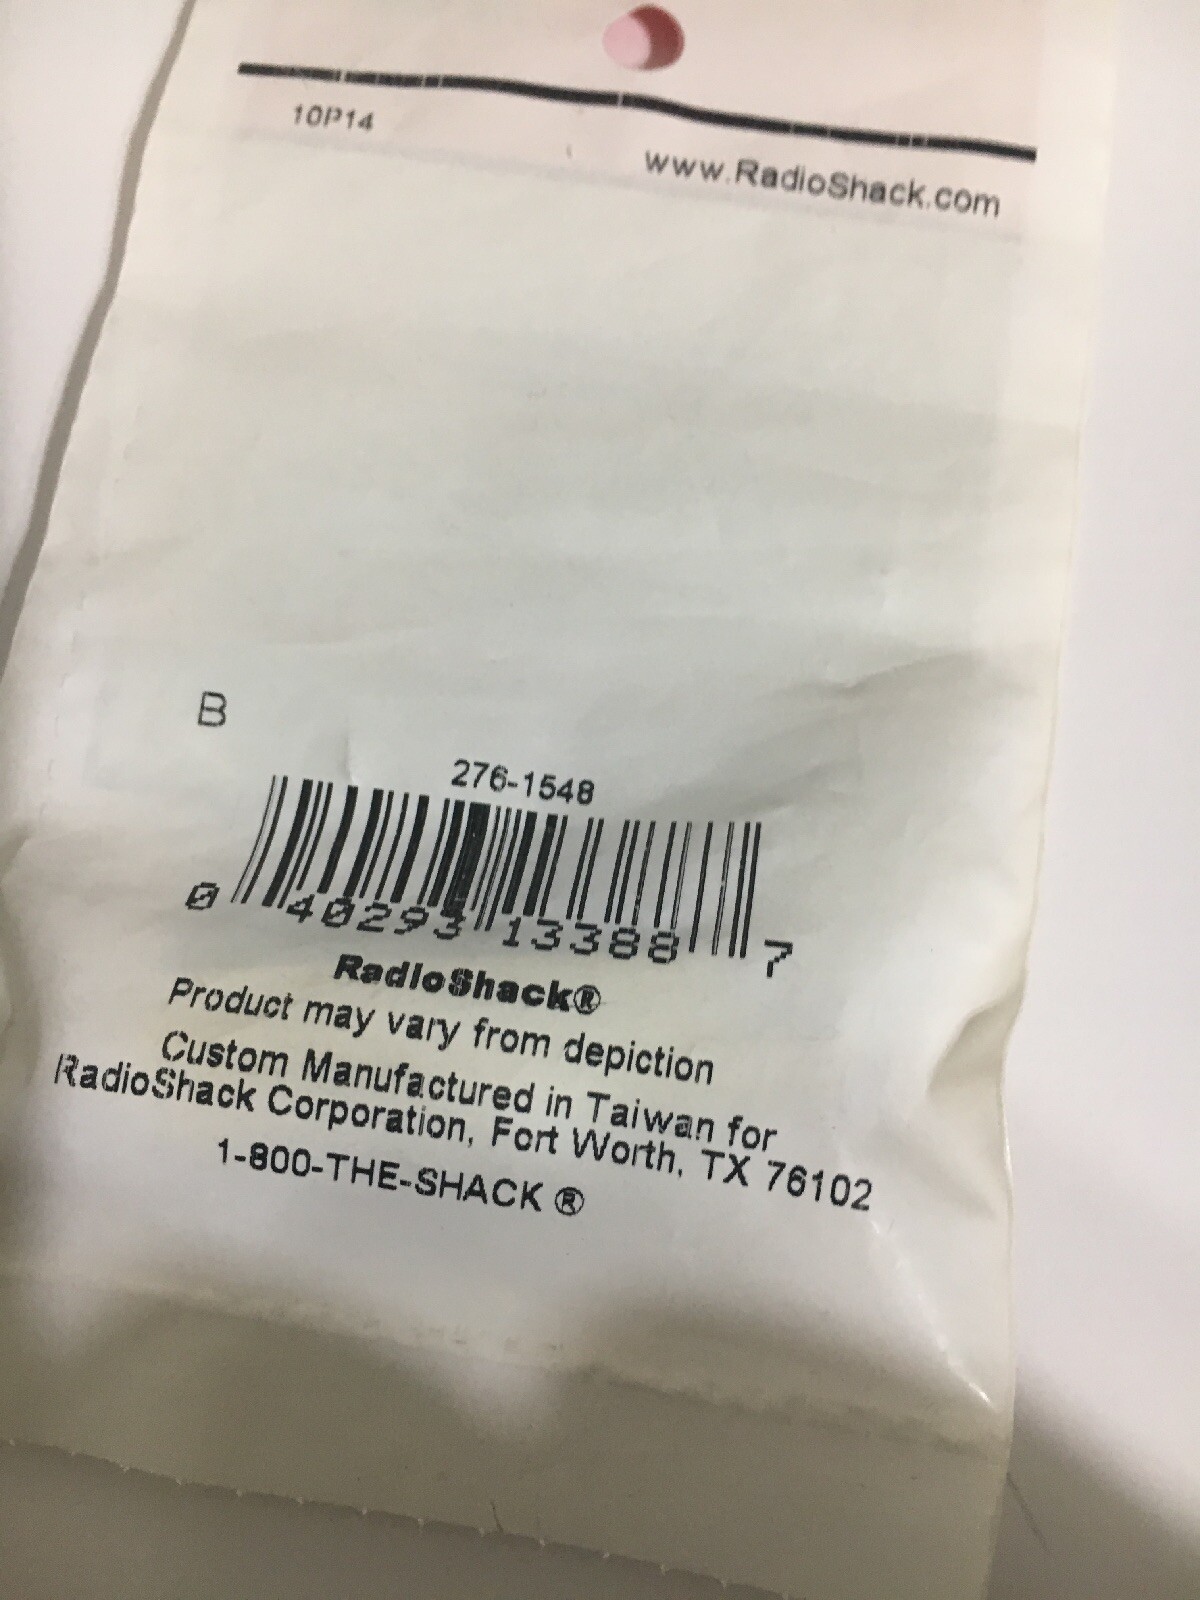 10P14
www.RadioShack.com
B
276-1548
0 40293 13388 7
RadioShack®
Product may vary from depiction
Custom Manufactured in Taiwan for
RadioShack Corporation, Fort Worth, TX 76102
1-800-THE-SHACK ®